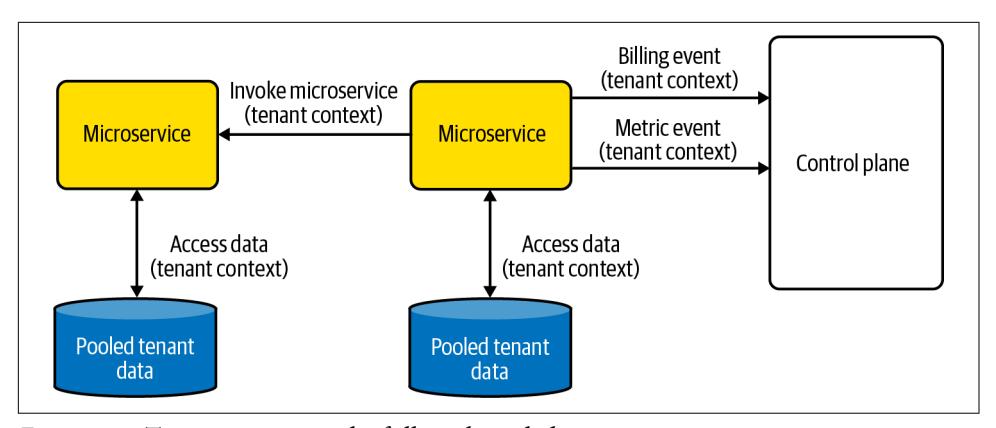 Billing event
(tenant context)
Invoke microservice
(tenant context)
Microservice
Microservice
Metric event
(tenant context)
Control plane
Access data
(tenant context)
Access data
(tenant context)
Pooled tenant
data
Pooled tenant
data